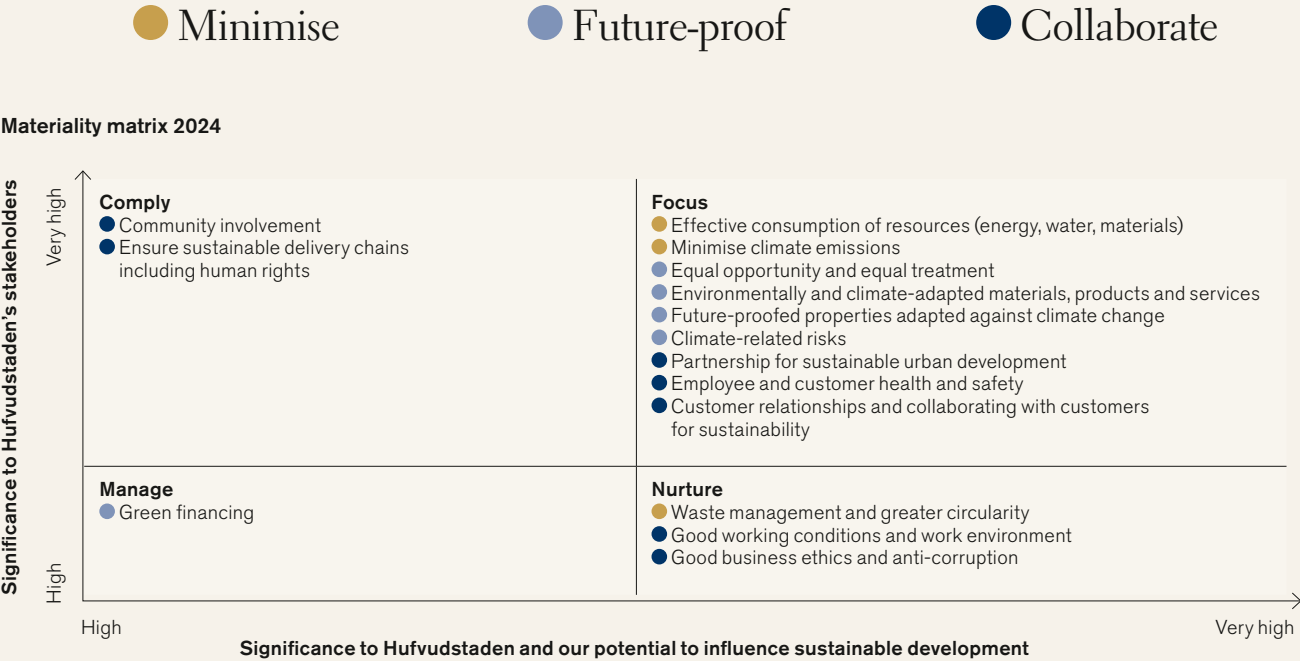 Minimise
Future-proof
Collaborate
Materiality matrix 2024
Significance to Hufvudstaden's stakeholders
Very high
High
Comply
Community involvement
Ensure sustainable delivery chains
including human rights
Focus
Effective consumption of resources (energy, water, materials)
Minimise climate emissions
Equal opportunity and equal treatment
Environmentally and climate-adapted materials, products and services
Future-proofed properties adapted against climate change
Climate-related risks
Partnership for sustainable urban development
Employee and customer health and safety
Customer relationships and collaborating with customers
for sustainability
Manage
Green financing
Nurture
Waste management and greater circularity
Good working conditions and work environment
Good business ethics and anti-corruption
High
Very high
Significance to Hufvudstaden and our potential to influence sustainable development